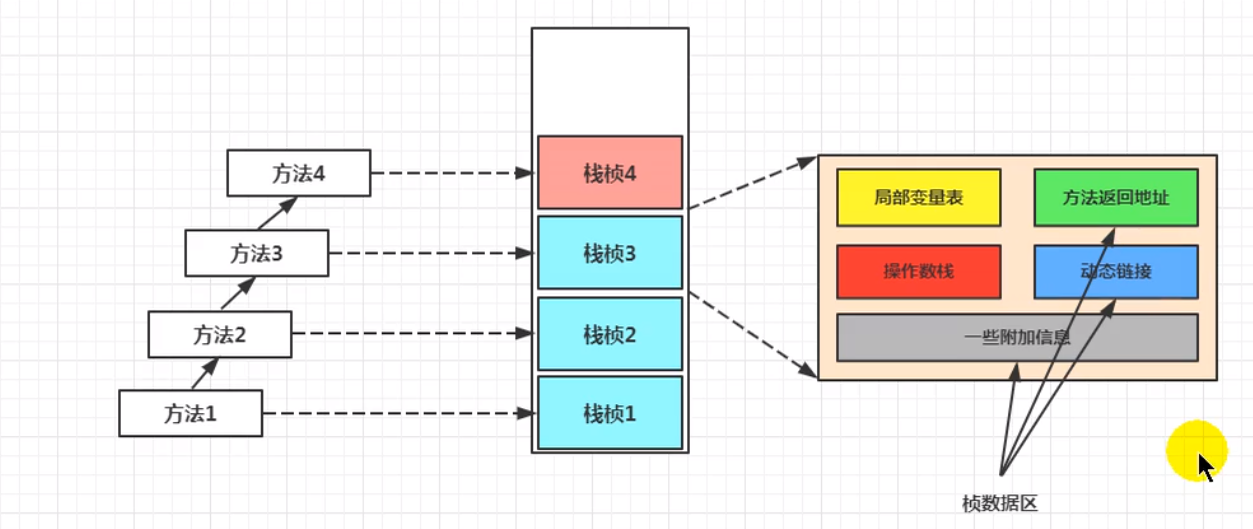 方法4
方法3
方法2
方法1
栈桢4
栈桢3
栈桢2
栈桢1
局部变量表
方法返回地址
操作数栈
动态链接
一些附加信息
桢数据区